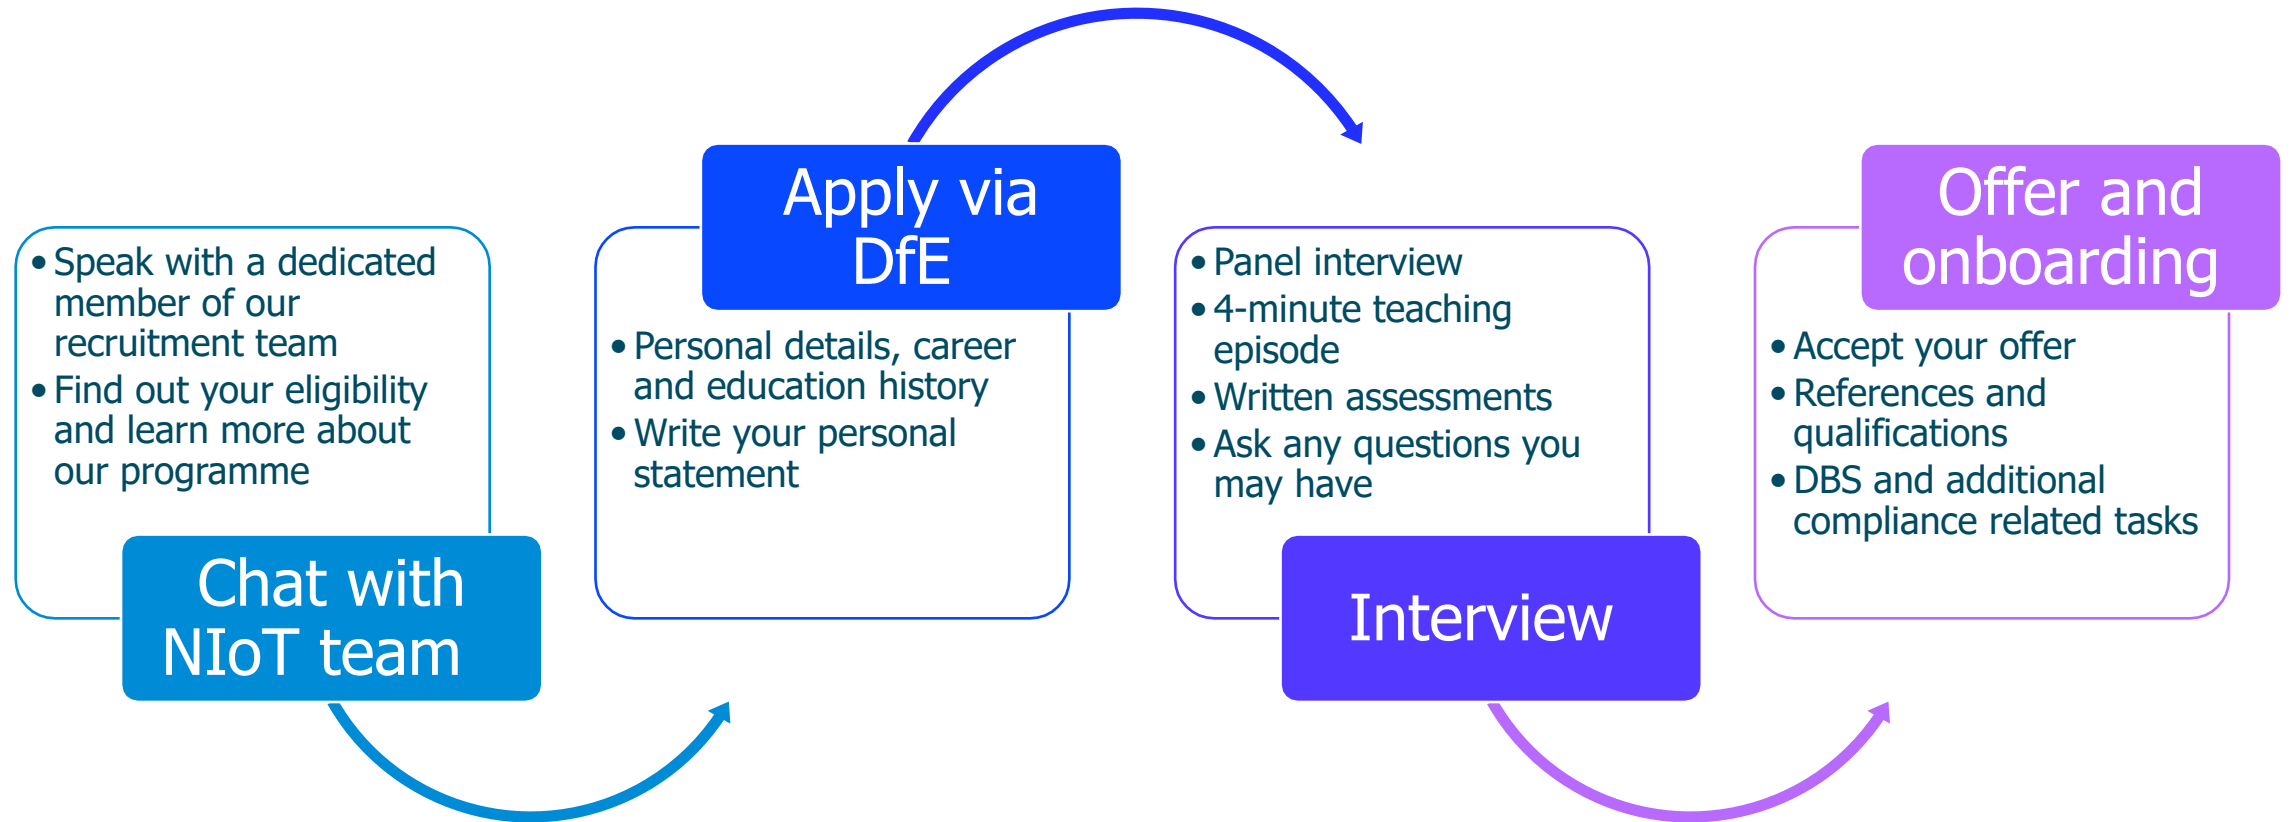 • Speak with a dedicated
member of our
recruitment team
• Find out your eligibility
and learn more about
our programme
Chat with
NIoT team
Apply via
DfE
• Personal details, career
and education history
• Write your personal
statement
• Panel interview
• 4-minute teaching
episode
• Written assessments
• Ask any questions you
may have
Interview
Offer and
onboarding
• Accept your offer
• References and
qualifications
• DBS and additional
compliance related tasks